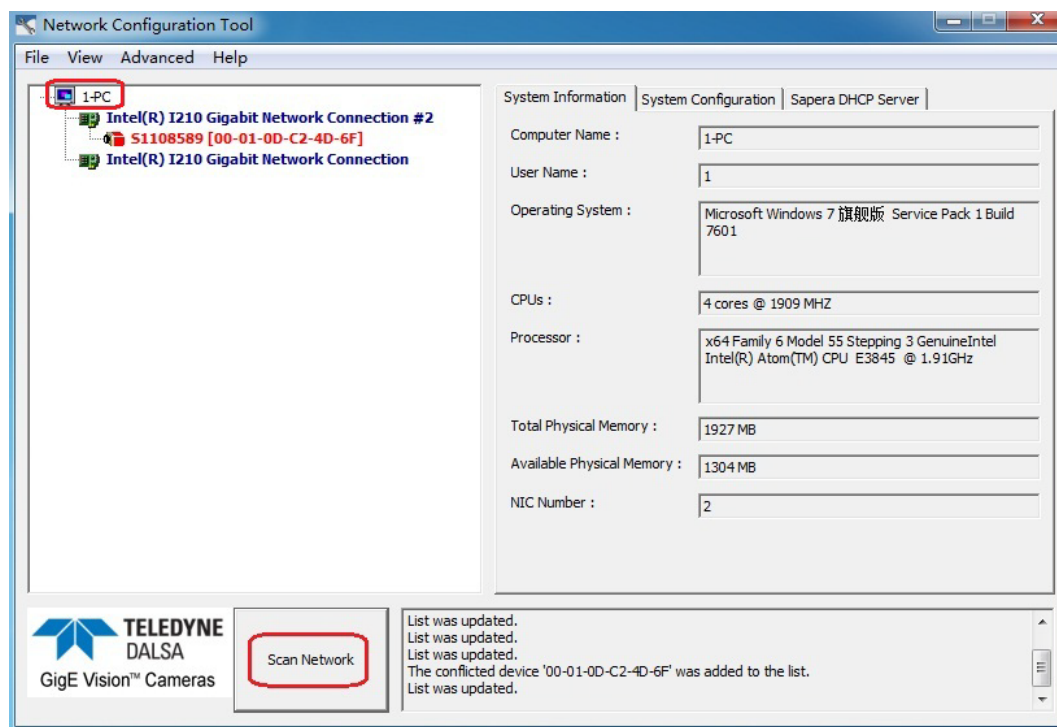 Network Configuration Tool
File View Advanced Help
1-PC
Intel(R) I210 Gigabit Network Connection #2
S1108589 [00-01-0D-C2-4D-6F]
Intel(R) I210 Gigabit Network Connection
System Information System Configuration Sapera DHCP Server
Computer Name : 1-PC
User Name : 1
Operating System : Microsoft Windows 7 旗舰版 Service Pack 1 Build
7601
CPUs : 4 cores @ 1909 MHZ
Processor : x64 Family 6 Model 55 Stepping 3 GenuineIntel
Intel(R) Atom(TM) CPU E3845 @ 1.91GHz
Total Physical Memory : 1927 MB
Available Physical Memory : 1304 MB
NIC Number : 2
TELEDYNE
DALSA
GigE Vision™ Cameras
Scan Network
List was updated.
List was updated.
List was updated.
The conflicted device '00-01-0D-C2-4D-6F' was added to the list.
List was updated.